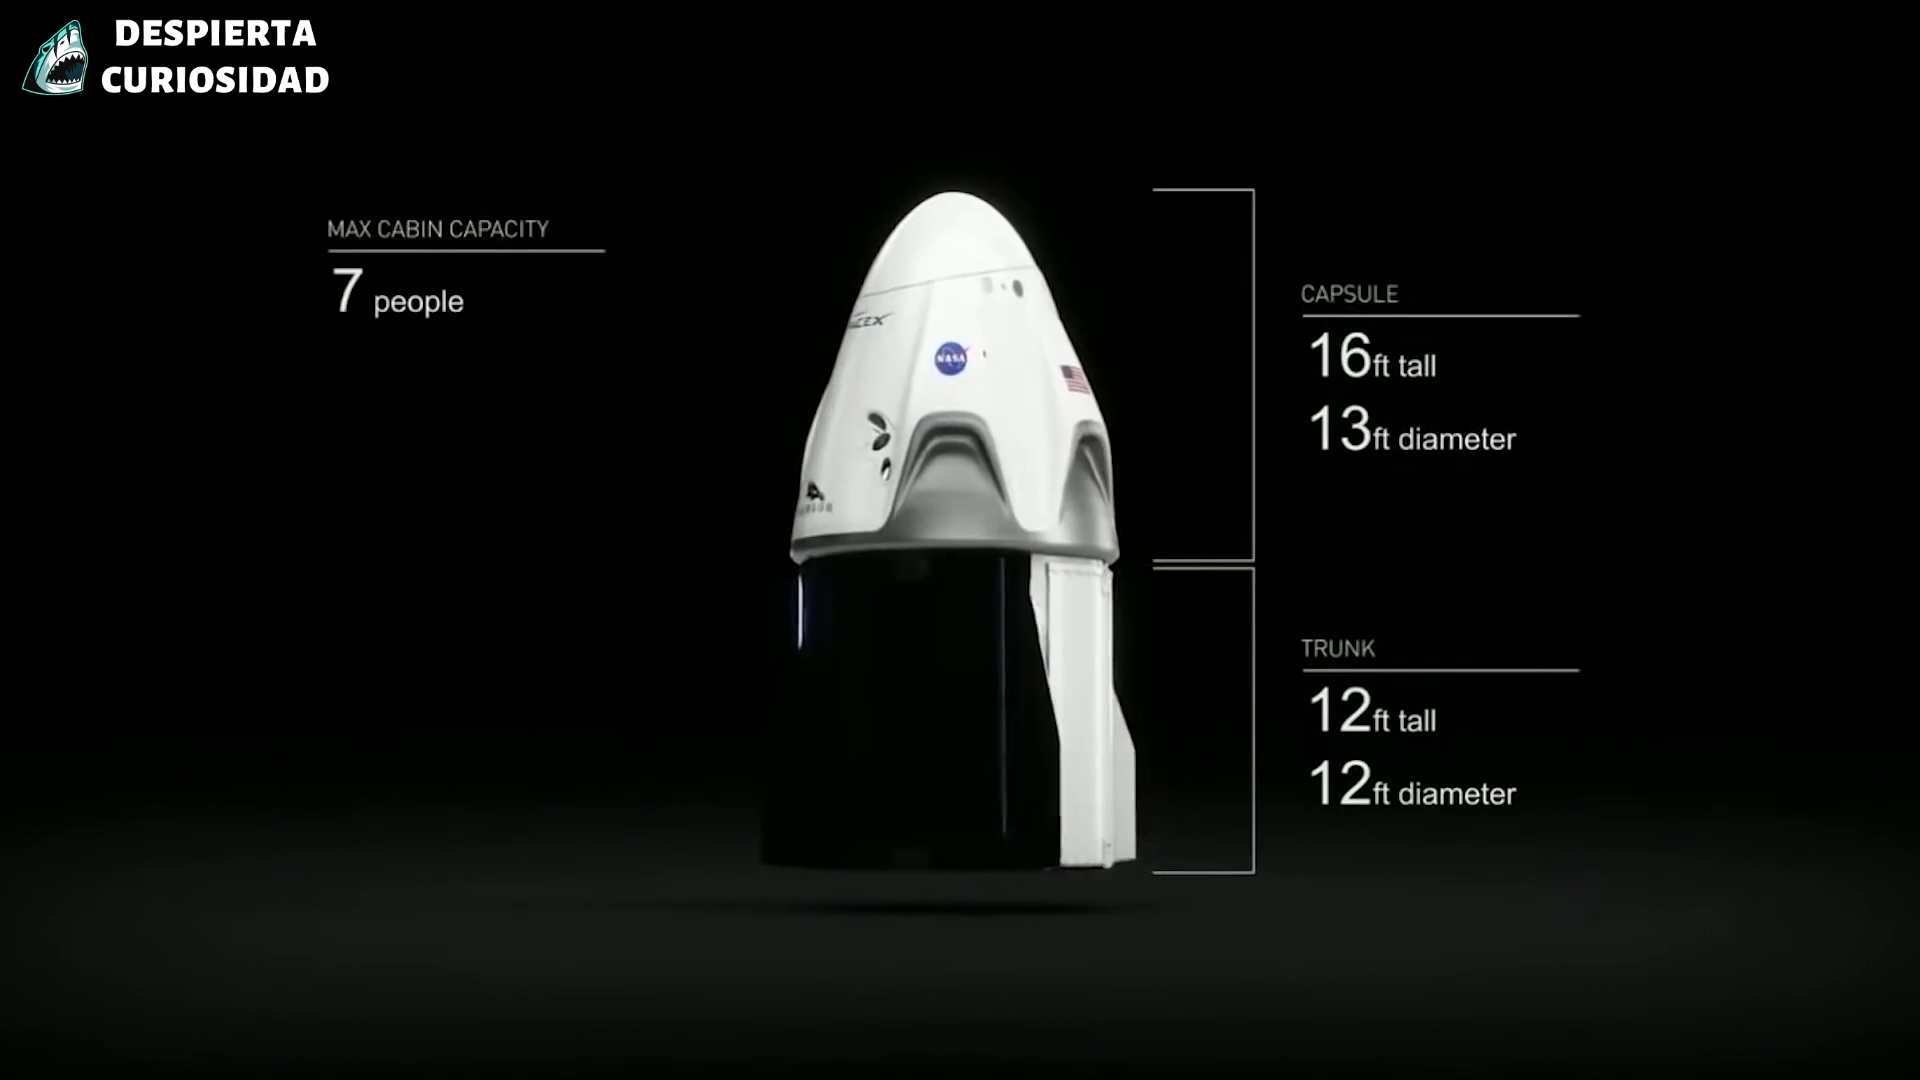 DESPIERTA
CURIOSIDAD
MAX CABIN CAPACITY
7 people
CAPSULE
16ft tall
13ft diameter
NASA
TRUNK
12ft tall
12ft diameter